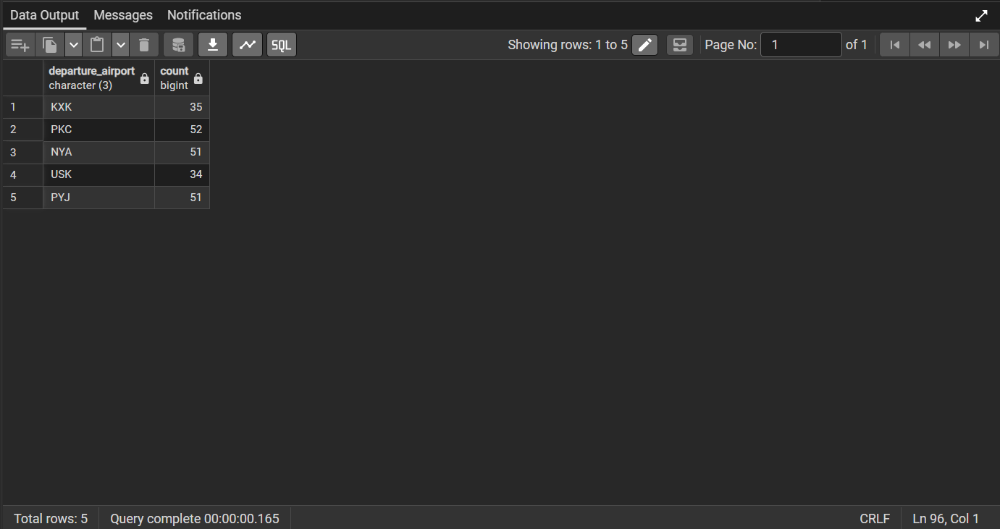 Data Output Messages Notifications
SQL Showing rows: 1 to 5 Page No: 1 of 1
departure_airport count
character (3) bigint
1 KXK 35
2 PKC 52
3 NYA 51
4 USK 34
5 PYJ 51
Total rows: 5 Query complete 00:00:00.165 CRLF Ln 96, Col 1